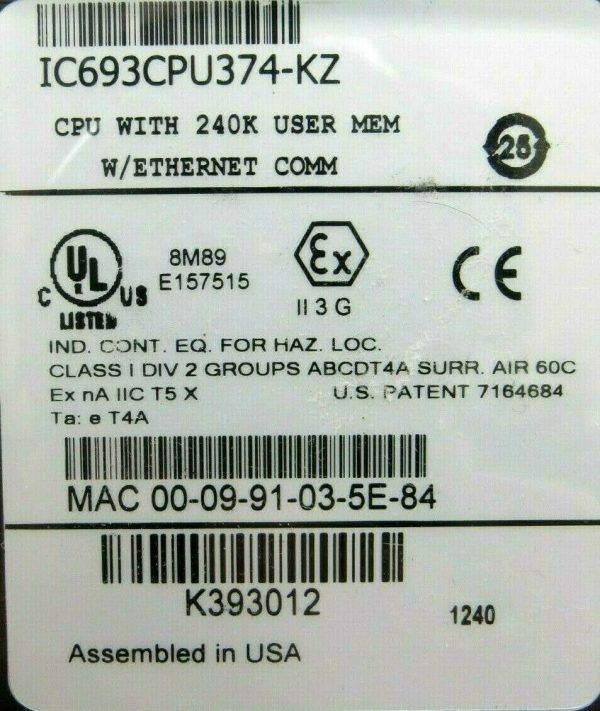 IC693CPU374-KZ
CPU WITH 240K USER MEM
W/ETHERNET COMM
25
C UL US
LISTED
8M89
E157515
Ex
II 3 G
CE
IND. CONT. EQ. FOR HAZ. LOC.
CLASS I DIV 2 GROUPS ABCDT4A SURR. AIR 60C
Ex nA IIC T5 X U.S. PATENT 7164684
Ta: e T4A
MAC 00-09-91-03-5E-84
K393012
1240
Assembled in USA